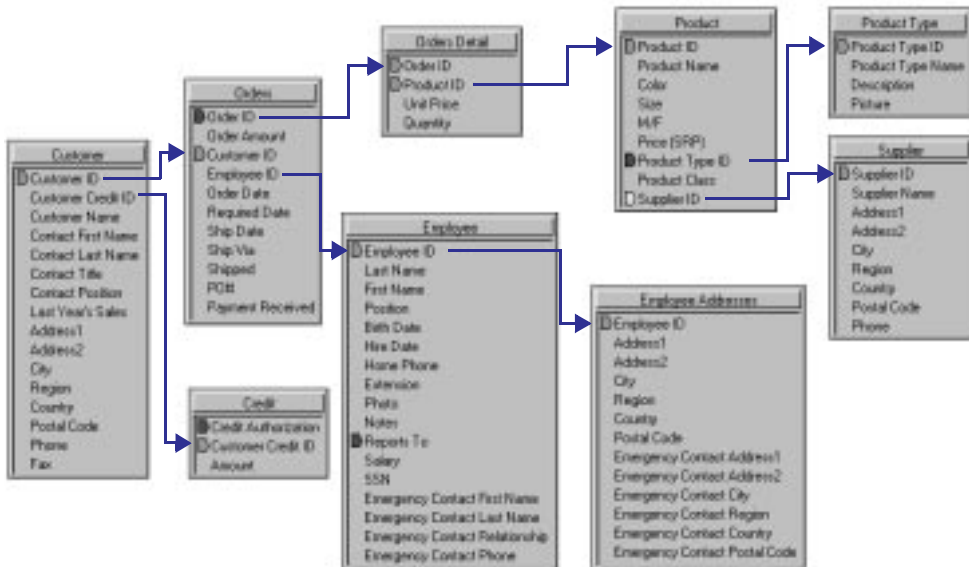 Customer
Customer ID
Customer Credit ID
Customer Name
Contact First Name
Contact Last Name
Contact Title
Contact Position
Last Year's Sales
Address1
Address2
City
Region
Country
Postal Code
Phone
Fax
Orders
Order ID
Order Amount
Customer ID
Employee ID
Order Date
Required Date
Ship Date
Ship Via
Shipped
PO#
Payment Received
Credit
Credit Authorization
Customer Credit ID
Amount
Orders Detail
Order ID
Product ID
Unit Price
Quantity
Employee
Employee ID
Last Name
First Name
Position
Birth Date
Hire Date
Home Phone
Extension
Photo
Notes
Reports To
Salary
SSN
Emergency Contact First Name
Emergency Contact Last Name
Emergency Contact Relationship
Emergency Contact Phone
Product
Product ID
Product Name
Color
Size
M/F
Price (SRP)
Product Type ID
Product Class
Supplier ID
Employee Addresses
Employee ID
Address1
Address2
City
Region
Country
Postal Code
Emergency Contact Address1
Emergency Contact Address2
Emergency Contact City
Emergency Contact Region
Emergency Contact Country
Emergency Contact Postal Code
Product Type
Product Type ID
Product Type Name
Description
Picture
Supplier
Supplier ID
Supplier Name
Address1
Address2
City
Region
Country
Postal Code
Phone